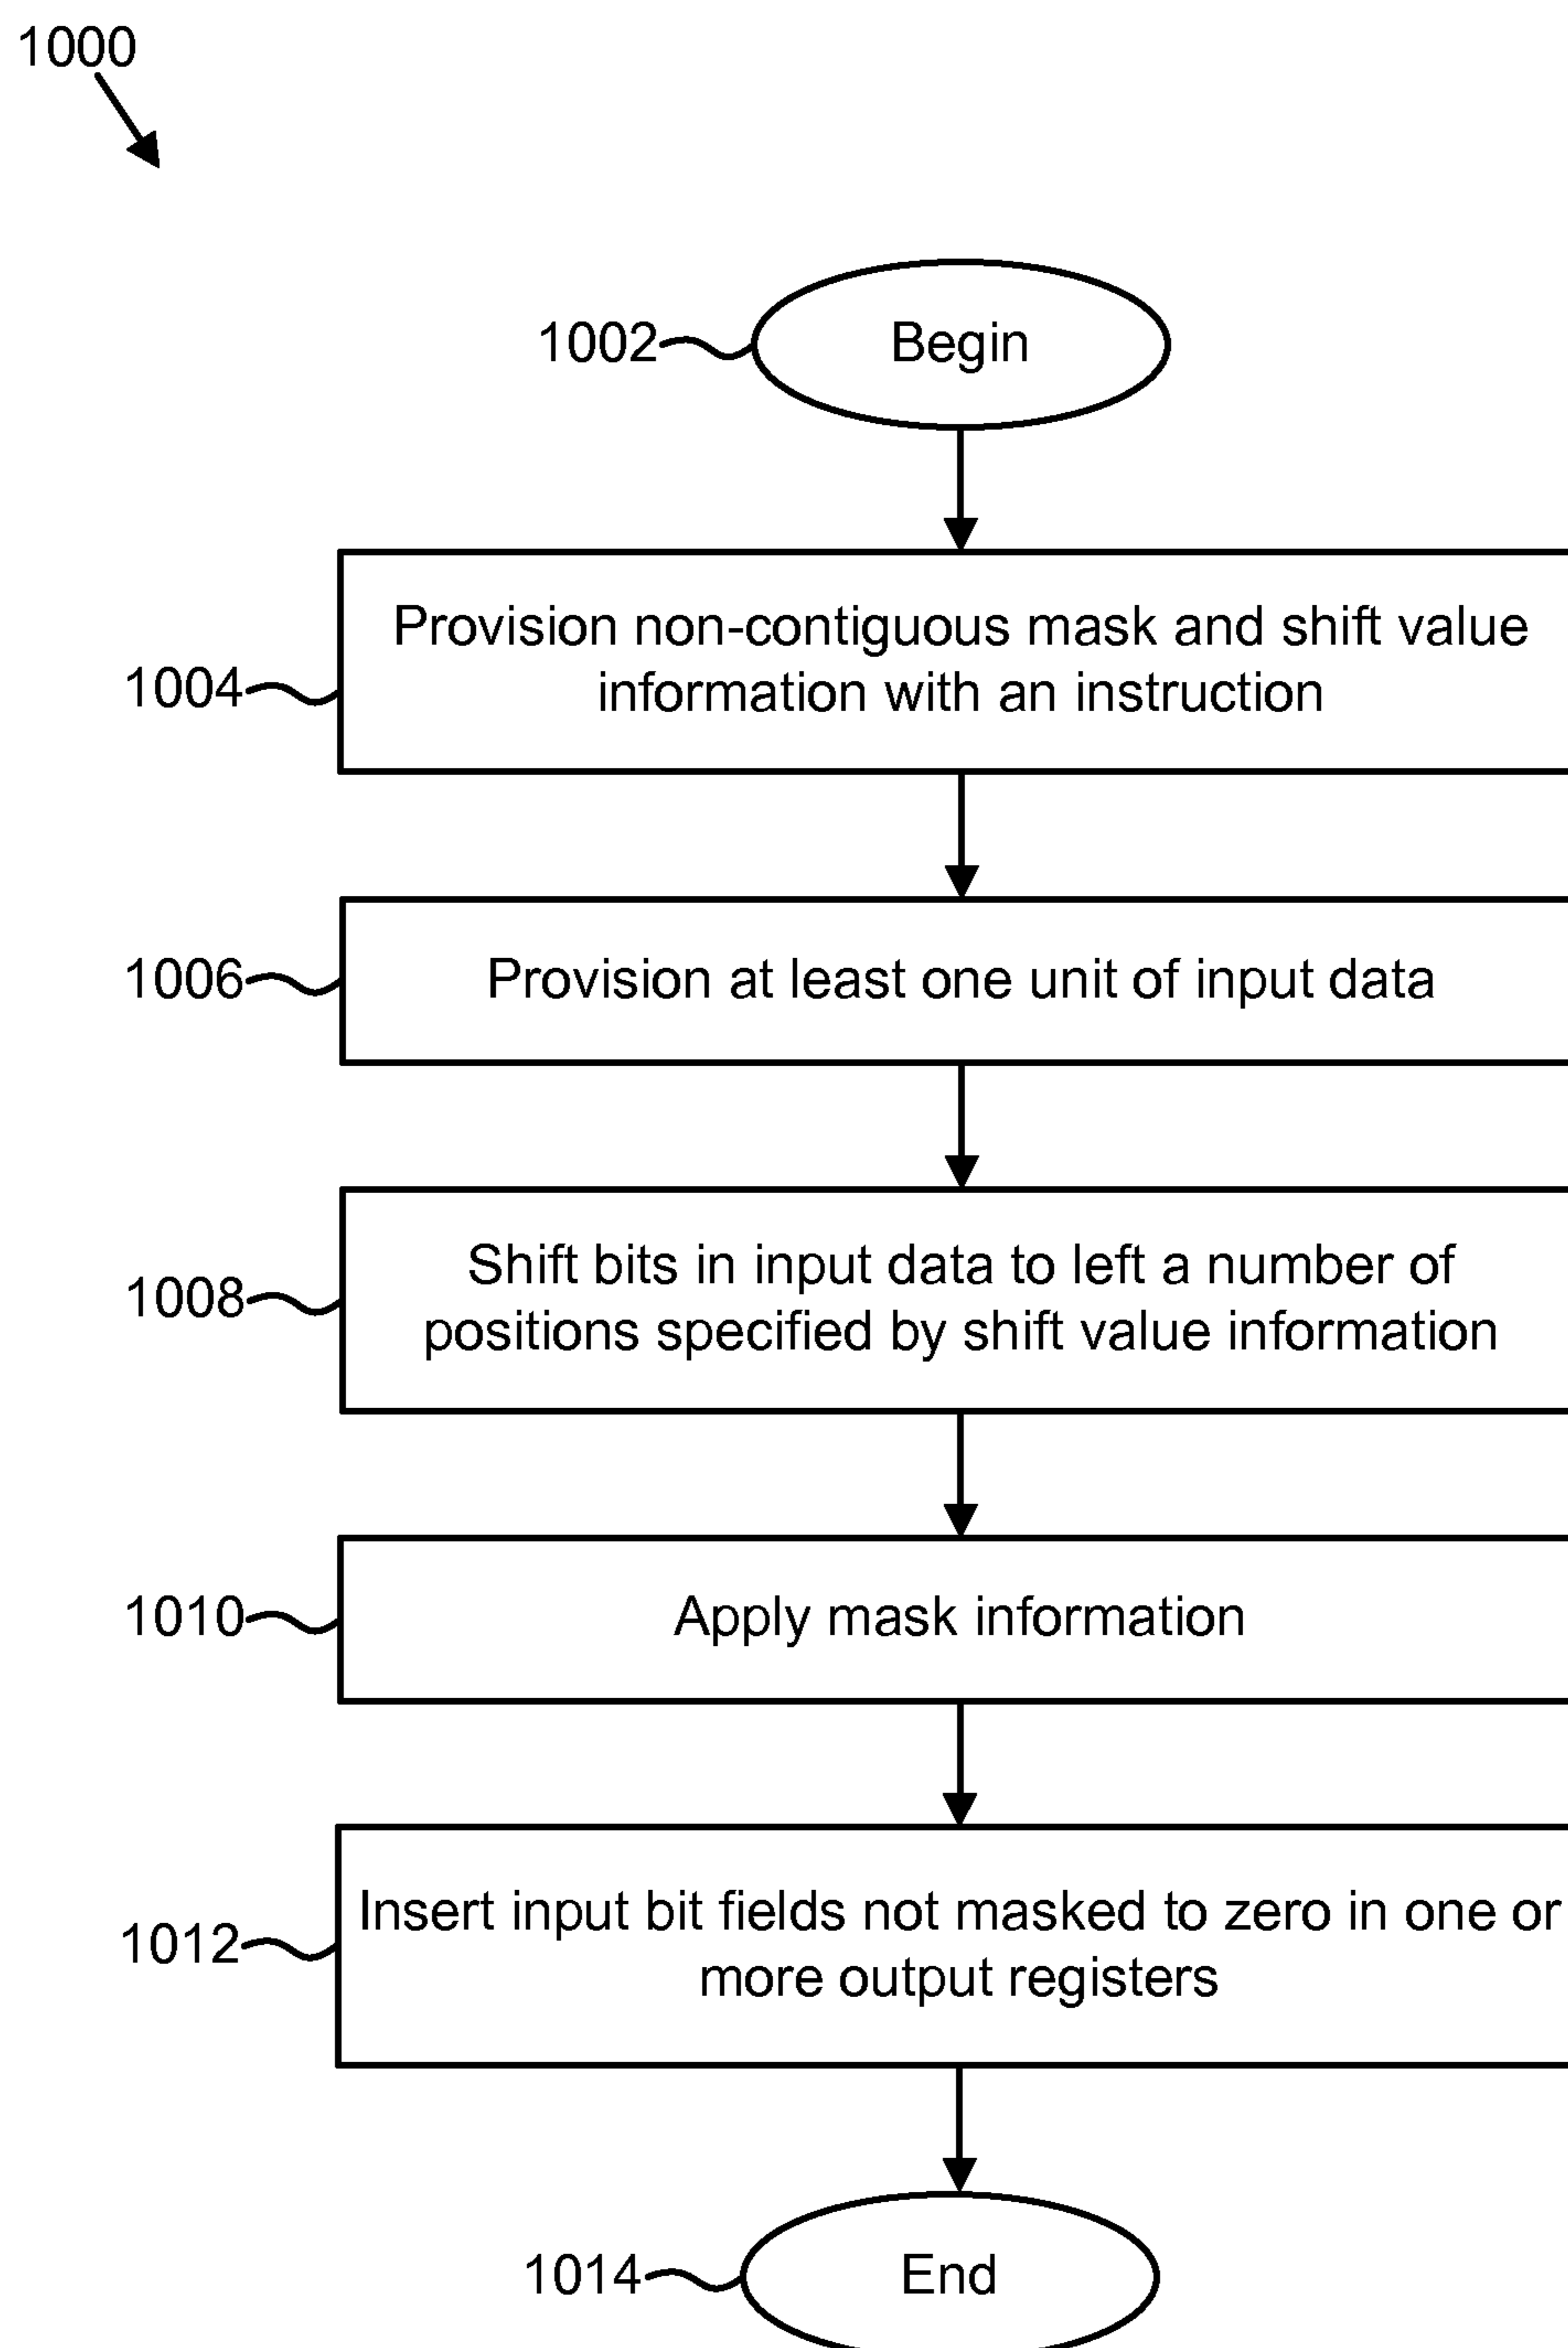 1000
1002
Begin
Provision non-contiguous mask and shift value
information with an instruction
1004
1006
Provision at least one unit of input data
Shift bits in input data to left a number of
positions specified by shift value information
1008
1010
Apply mask information
Insert input bit fields not masked to zero in one or
more output registers
1012
1014
End